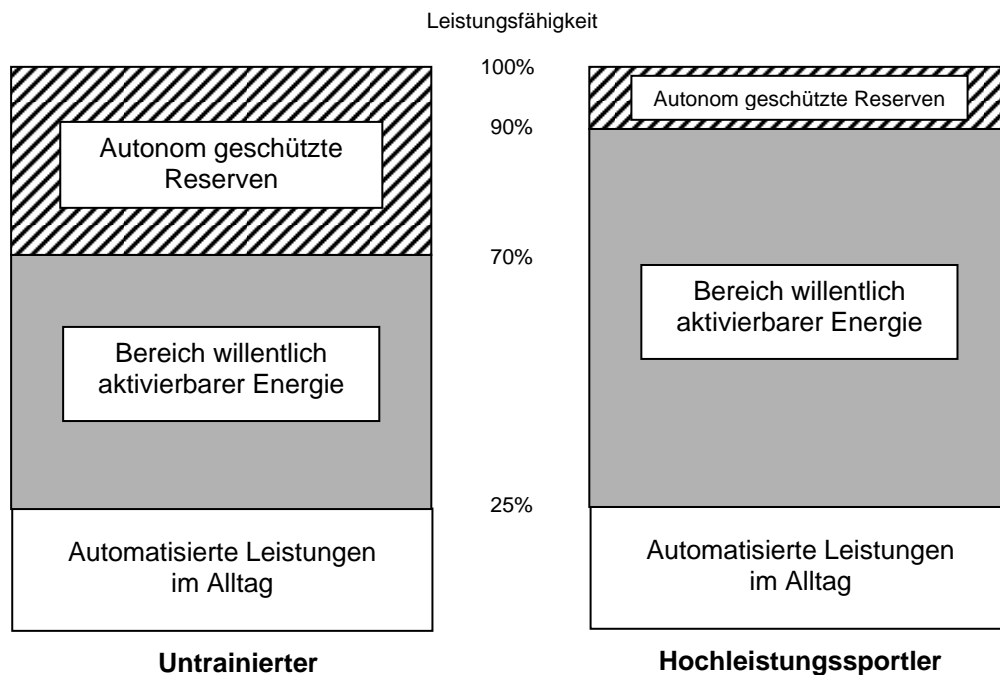 Leistungsfähigkeit
100%
90%
70%
25%
Autonom geschützte
Reserven
Bereich willentlich
aktivierbarer Energie
Automatisierte Leistungen
im Alltag
Untrainierter
Autonom geschützte Reserven
Bereich willentlich
aktivierbarer Energie
Automatisierte Leistungen
im Alltag
Hochleistungssportler